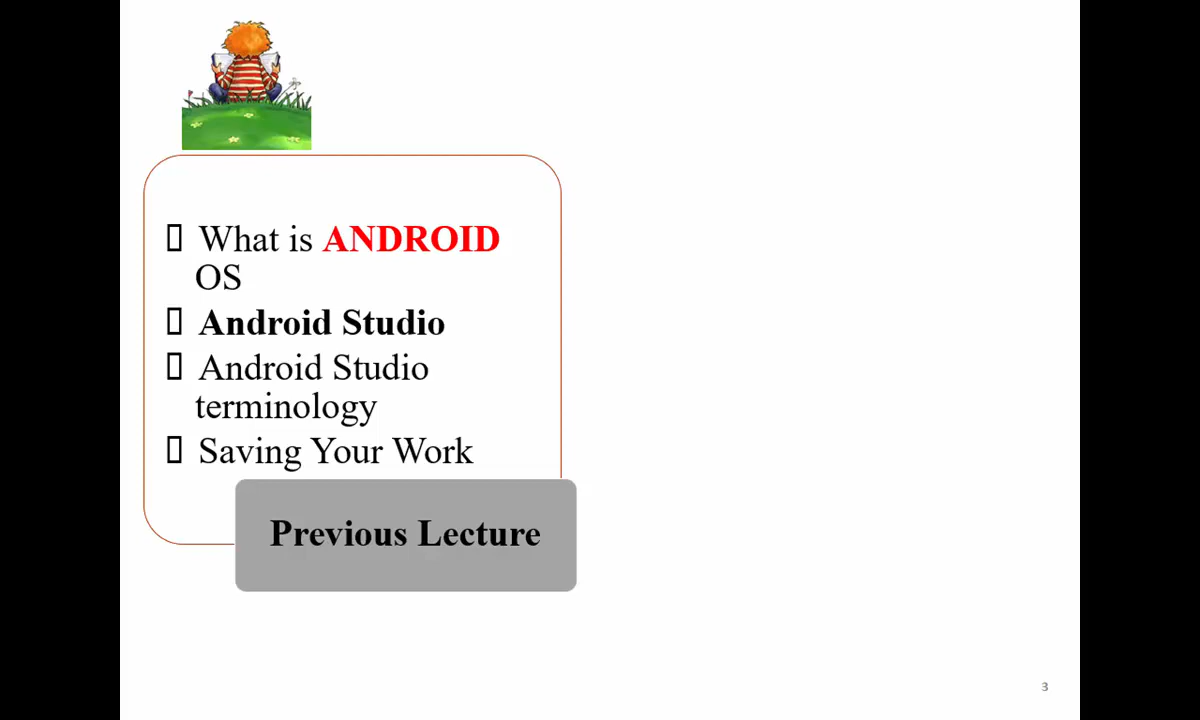 What is ANDROID
OS
Android Studio
Android Studio
terminology
Saving Your Work
Previous Lecture
3